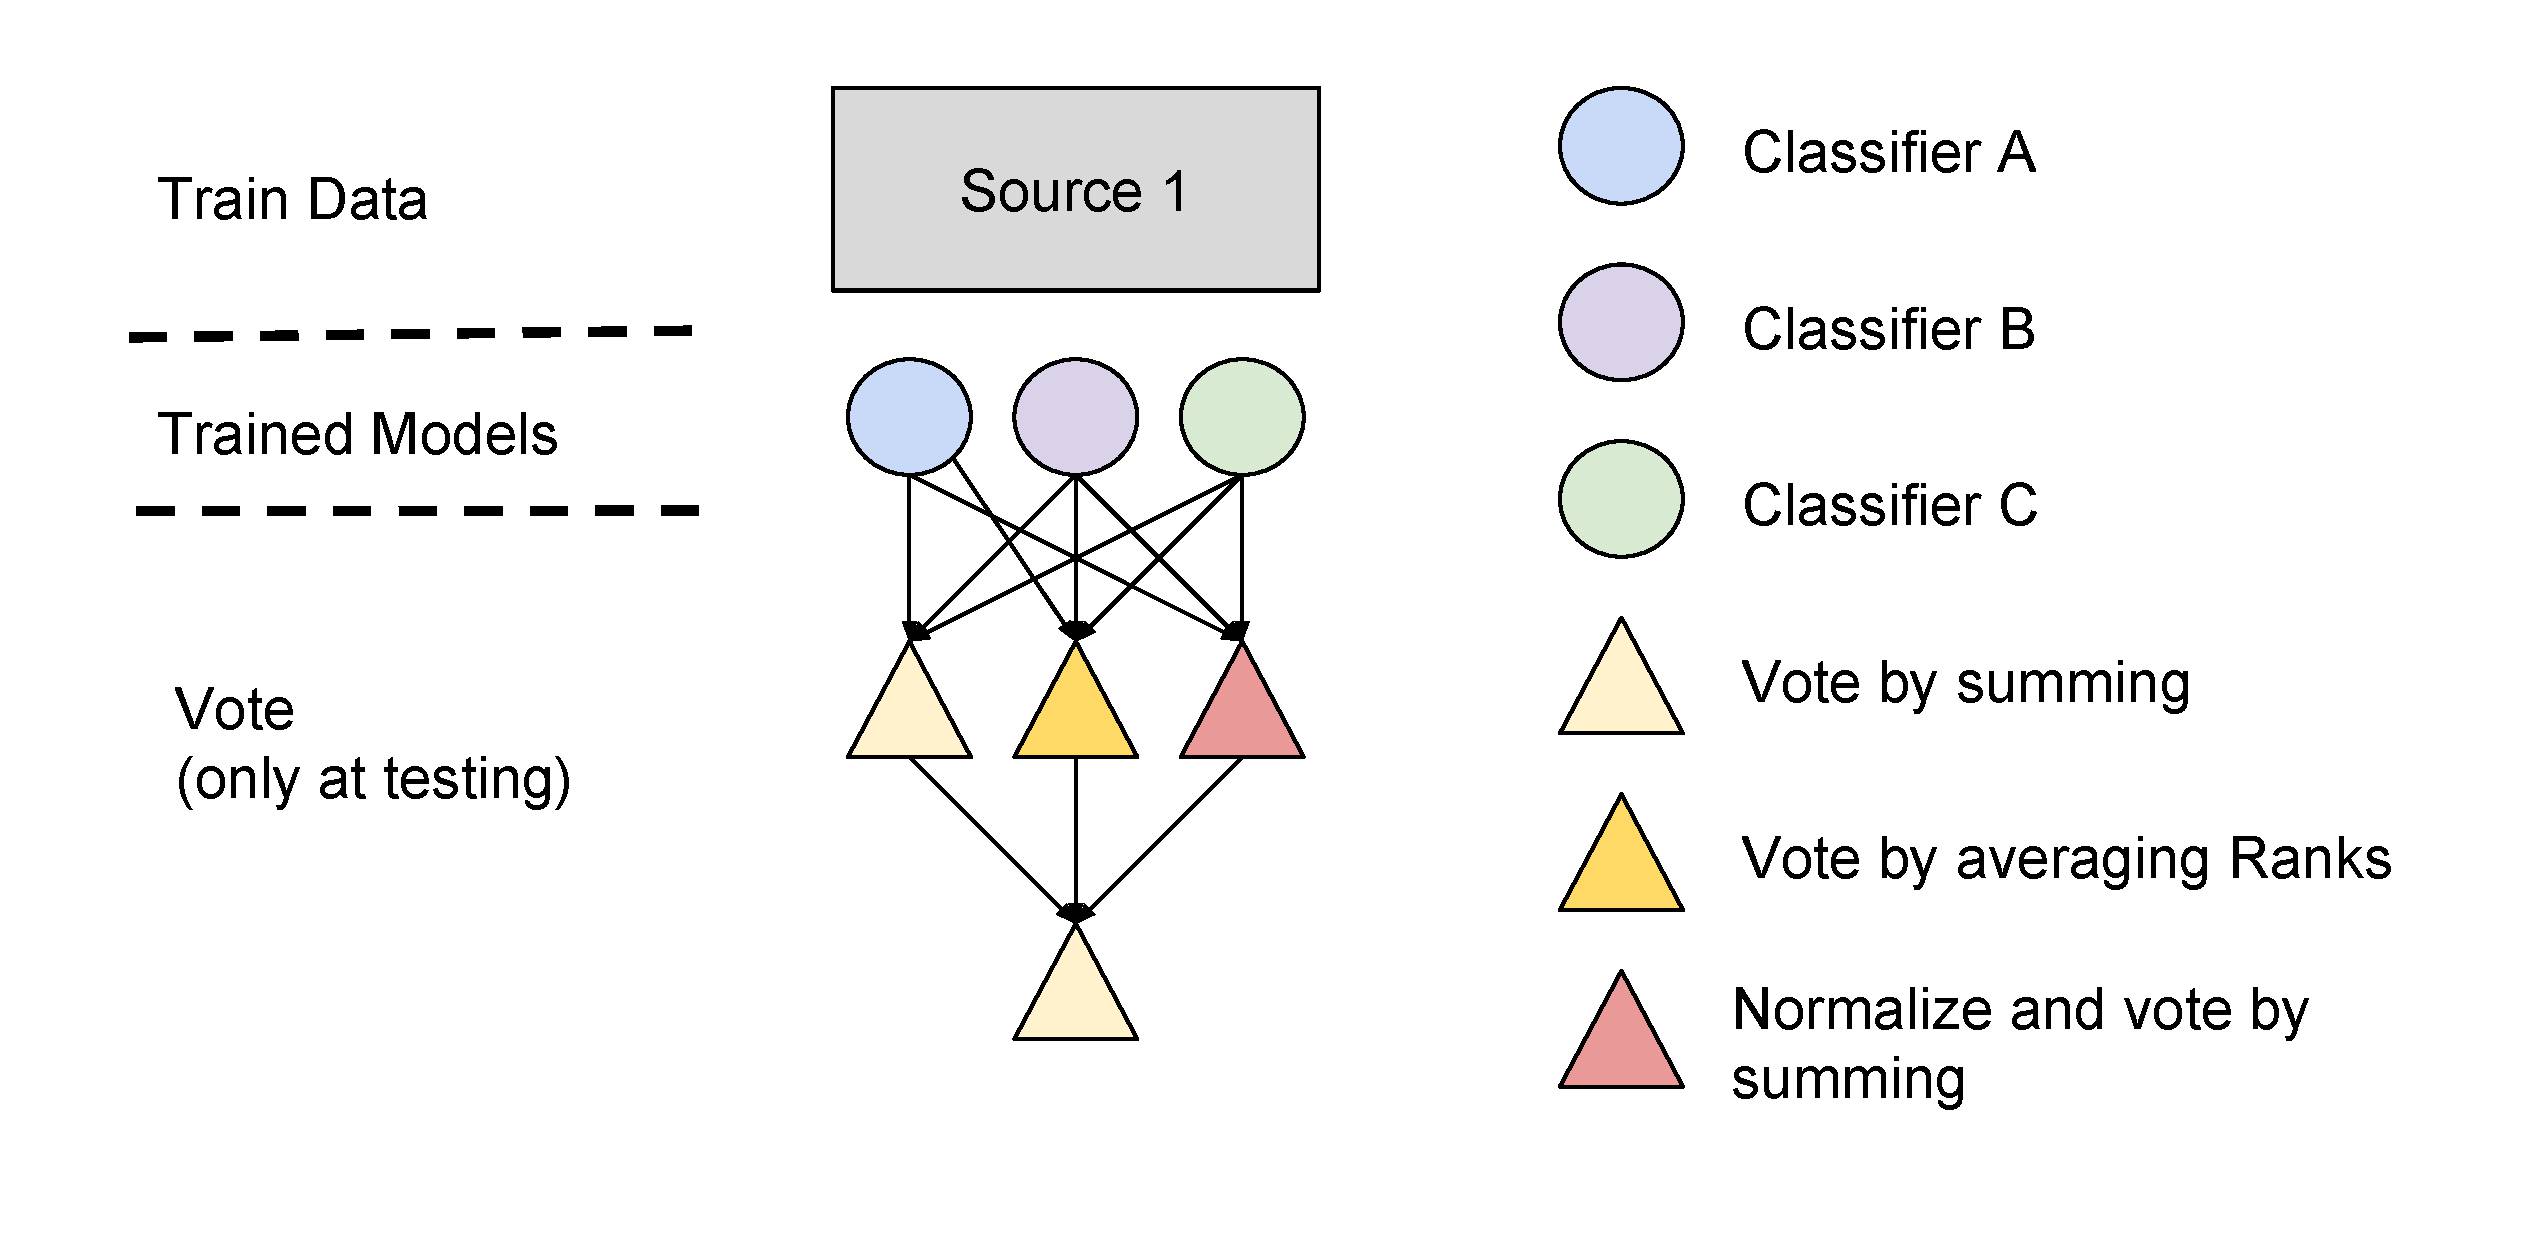 Train Data
Source 1
Trained Models
Vote
(only at testing)
Classifier A
Classifier B
Classifier C
Vote by summing
Vote by averaging Ranks
Normalize and vote by
summing